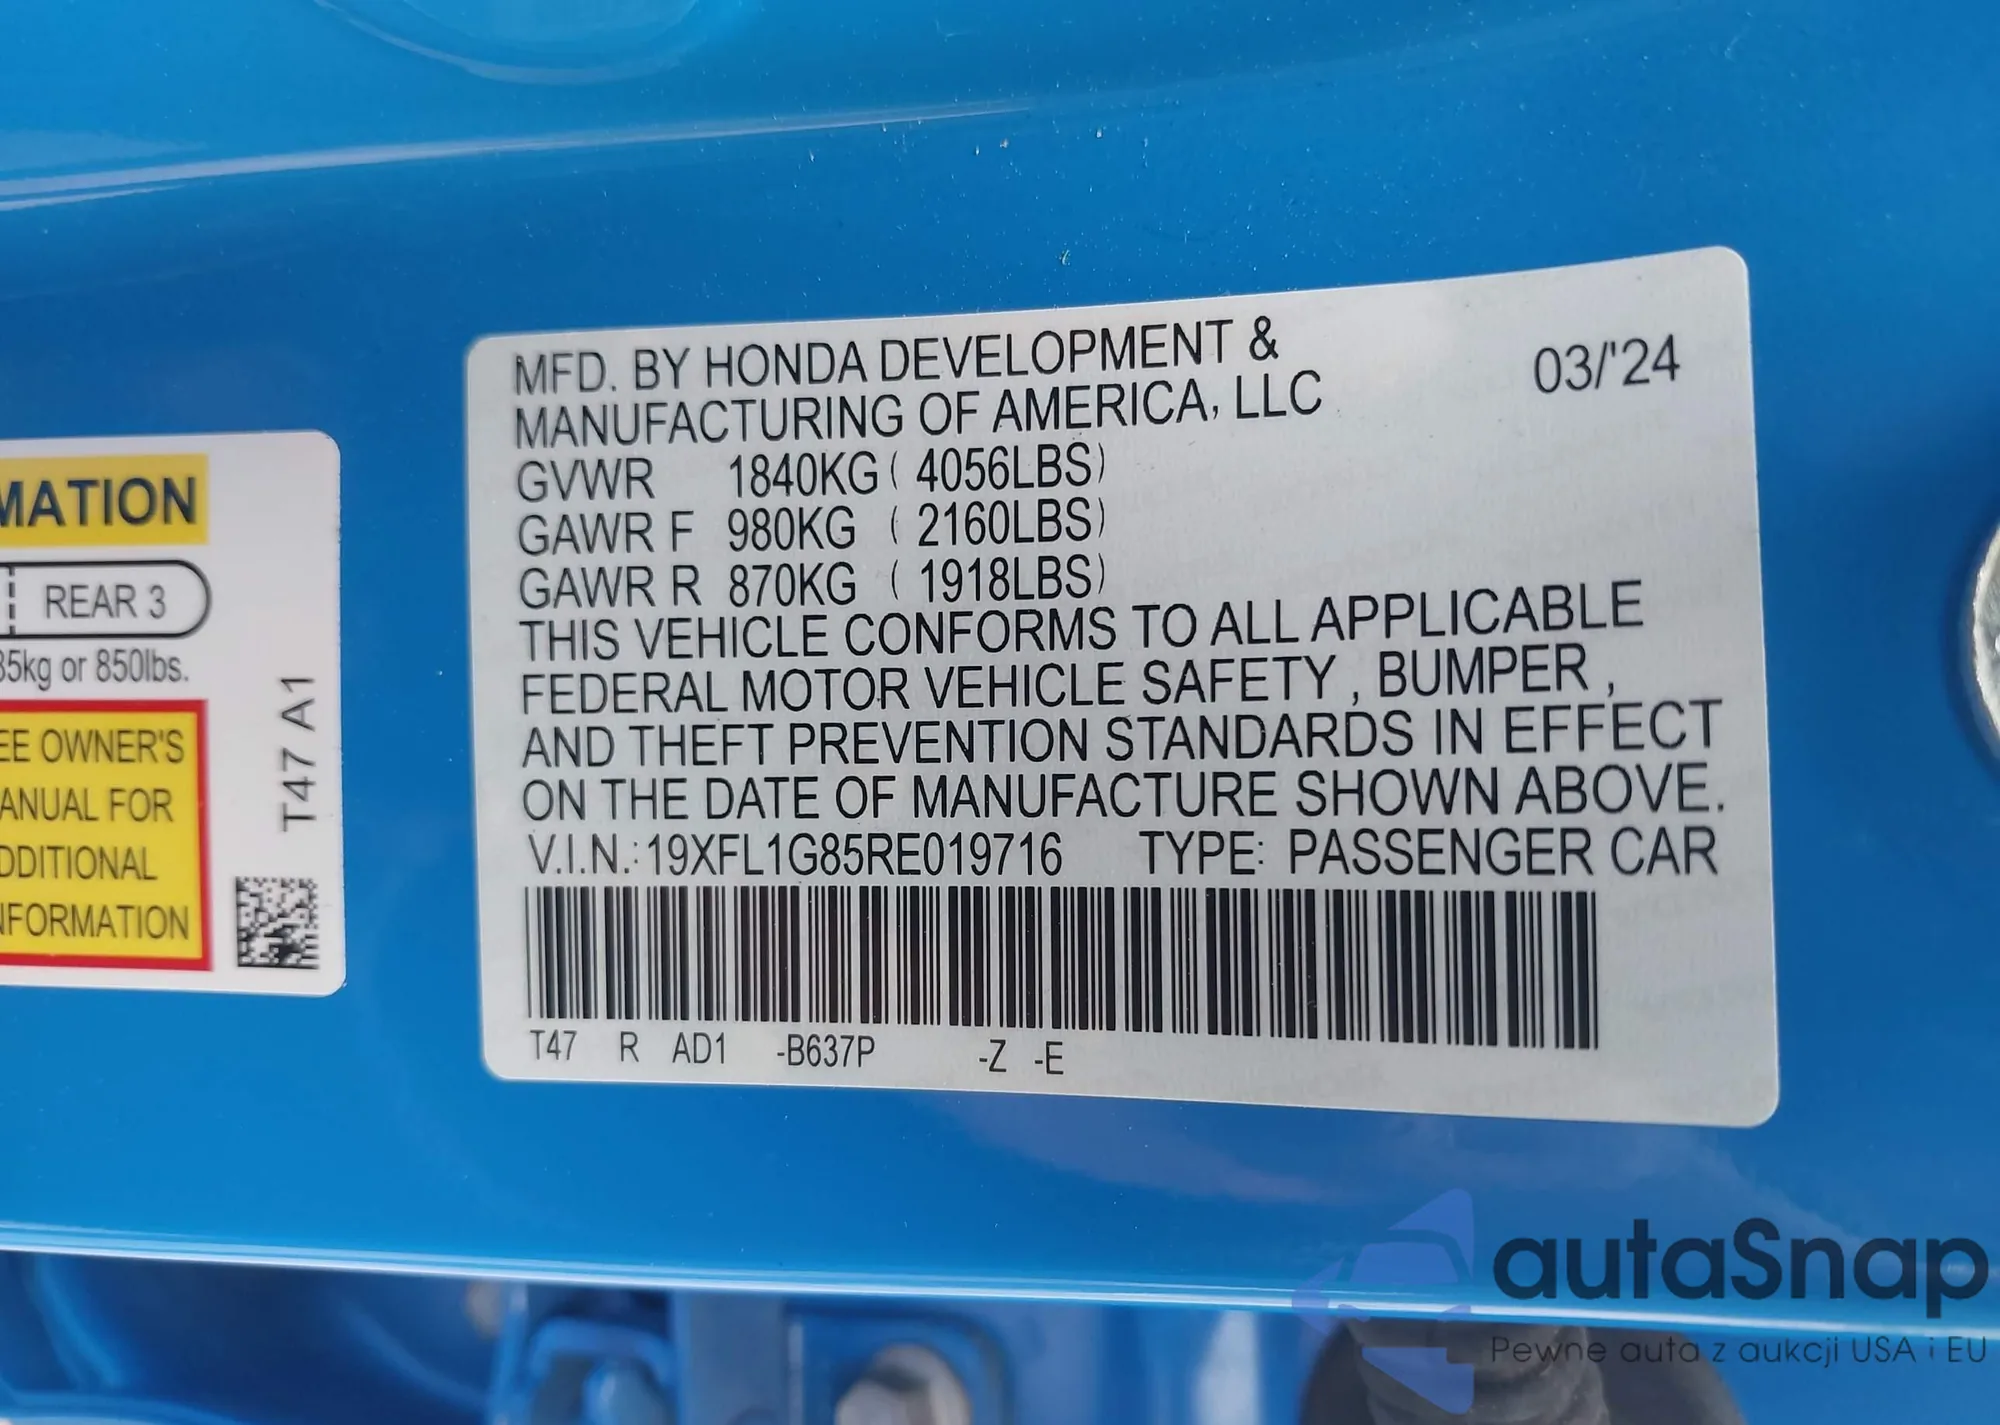 MATION
REAR 3
35kg or 850lbs.
EE OWNER'S
ANUAL FOR
DDITIONAL
NFORMATION
T47 A1
MFD. BY HONDA DEVELOPMENT &
MANUFACTURING OF AMERICA, LLC
03/'24
GVWR 1840KG ( 4056LBS)
GAWR F 980KG ( 2160LBS)
GAWR R 870KG ( 1918LBS)
THIS VEHICLE CONFORMS TO ALL APPLICABLE
FEDERAL MOTOR VEHICLE SAFETY , BUMPER ,
AND THEFT PREVENTION STANDARDS IN EFFECT
ON THE DATE OF MANUFACTURE SHOWN ABOVE.
V.I.N.: 19XFL1G85RE019716 TYPE: PASSENGER CAR
T47 R AD1 -B637P -Z -E
autaSnap
Pewne auta z aukcji USA i EU